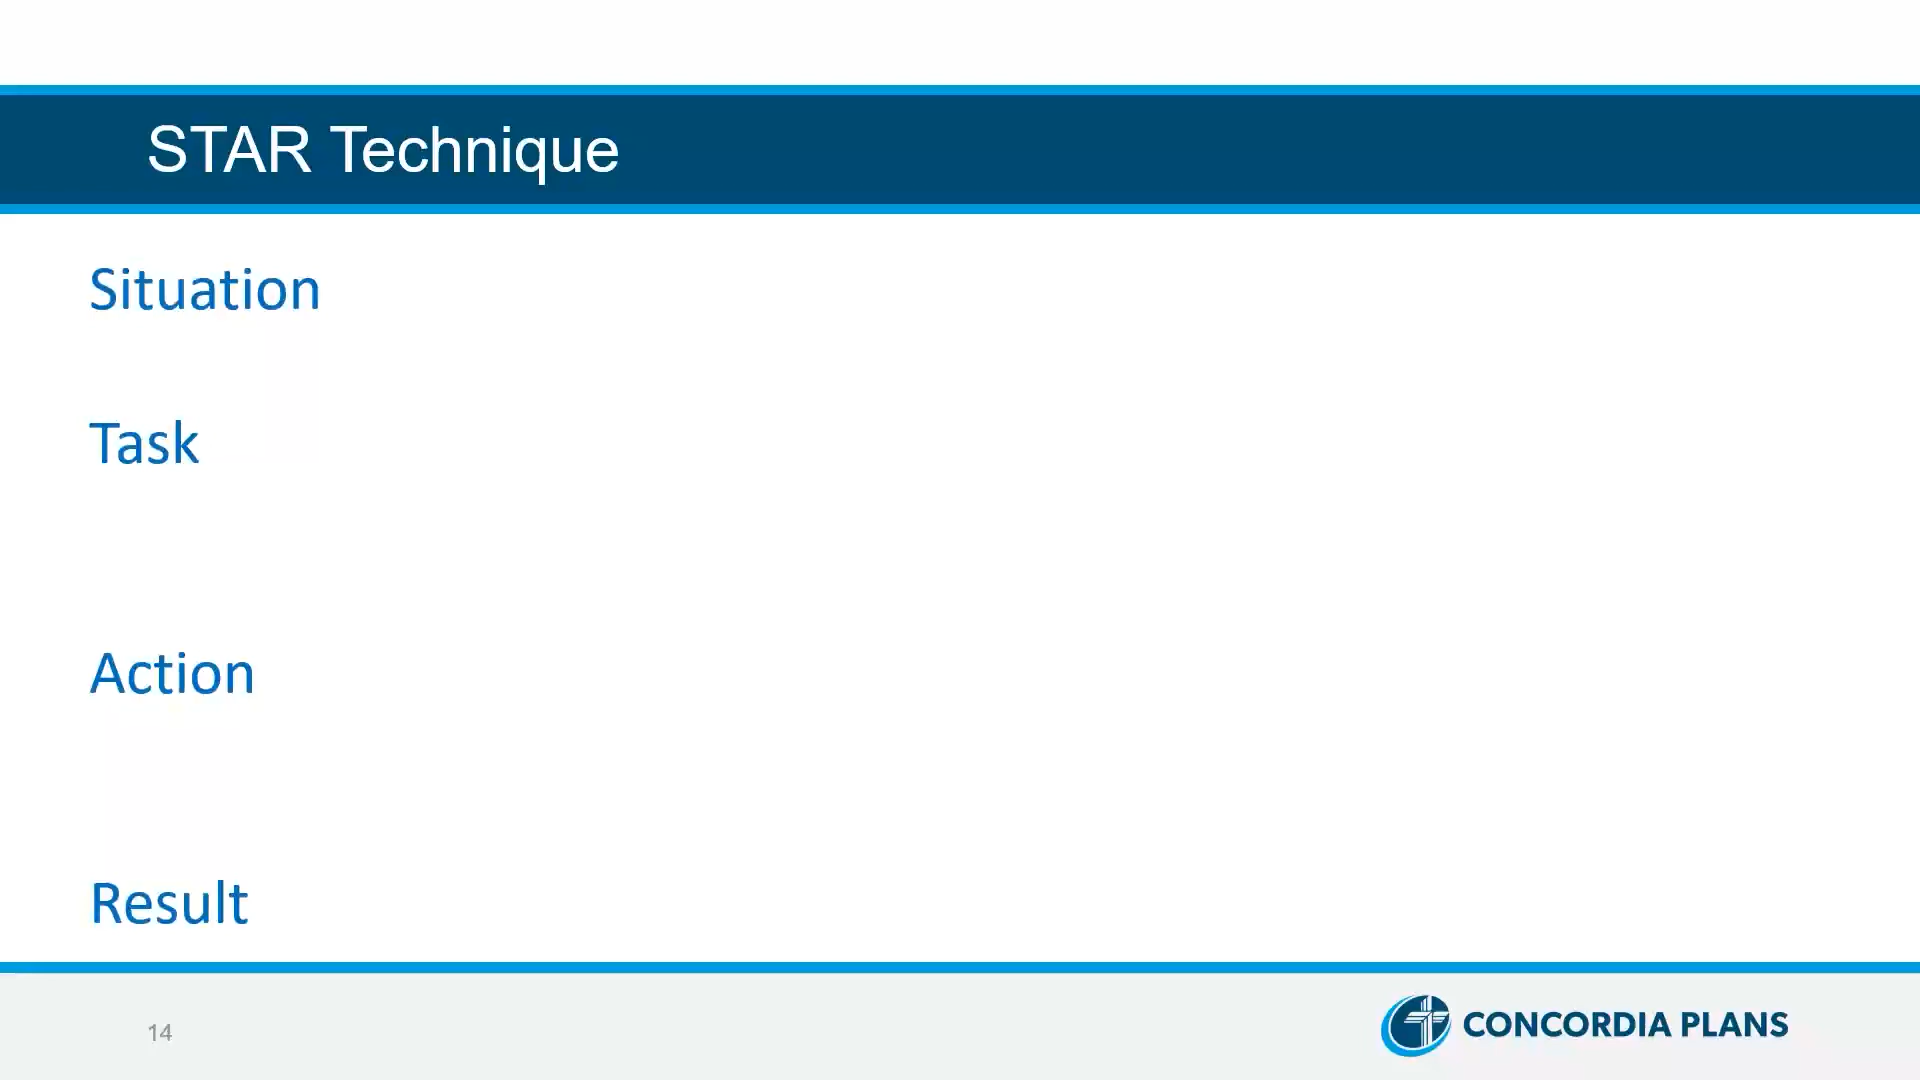 STAR Technique
Situation
Task
Action
Result
14
CONCORDIA PLANS